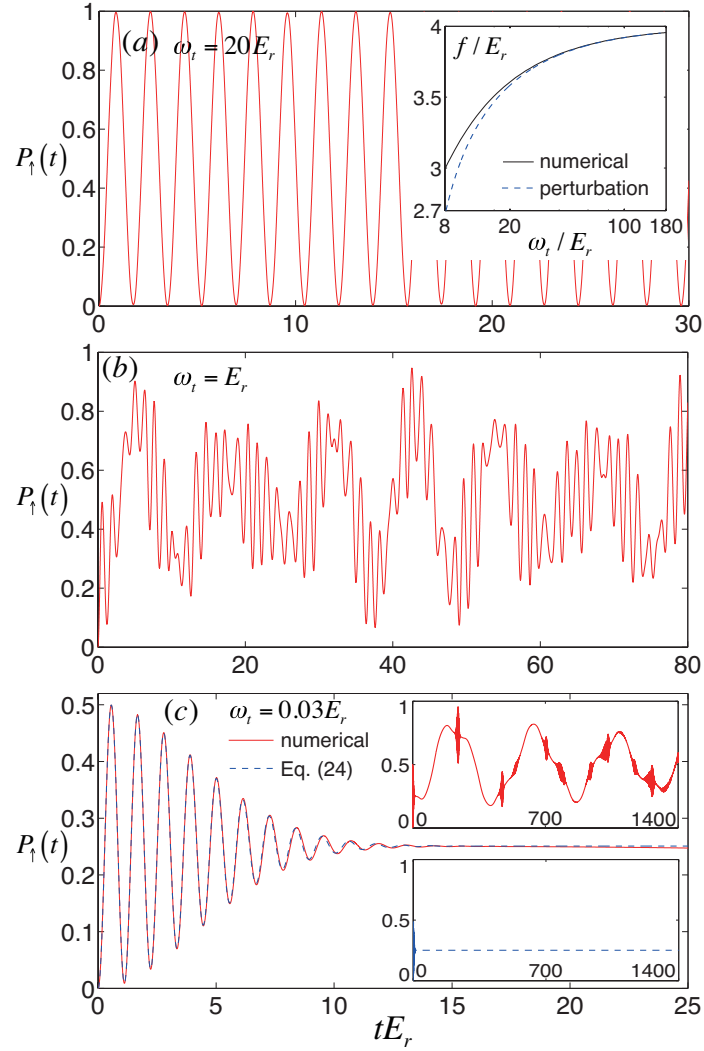 (a) ω_t = 20E_r
P_↑(t)
1
0.8
0.6
0.4
0.2
0
0 10 20 30
f / E_r
4
3.5
3
2.7
numerical
perturbation
8 20 100 180
ω_t / E_r
(b) ω_t = E_r
P_↑(t)
1
0.8
0.6
0.4
0.2
0
0 20 40 60 80
(c) ω_t = 0.03E_r
numerical
Eq. (24)
P_↑(t)
0.5
0.4
0.3
0.2
0.1
0
1
0.5
0
0 700 1400
1
0.5
0
0 700 1400
0 5 10 15 20 25
tE_r